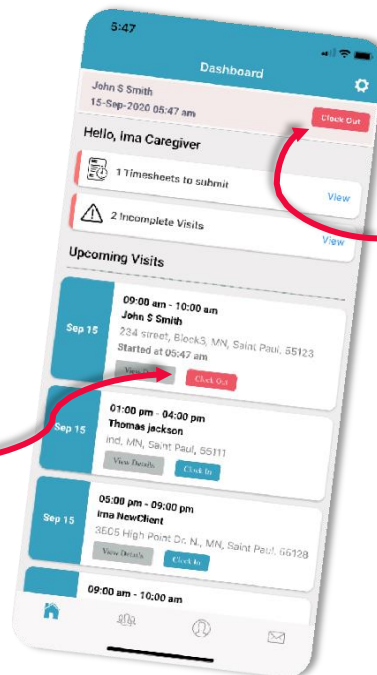 5:47
Dashboard
John S Smith
15-Sep-2020 05:47 am
Clock Out
Hello, Ima Caregiver
1 Timesheets to submit
View
2 Incomplete Visits
View
Upcoming Visits
Sep 15
09:00 am - 10:00 am
John S Smith
234 street, Block3, MN, Saint Paul, 55123
Started at 05:47 am
View Details
Clock Out
Sep 15
01:00 pm - 04:00 pm
Thomas jackson
ind, MN, Saint Paul, 55111
View Details
Clock In
Sep 15
05:00 pm - 09:00 pm
Ima NewClient
3505 High Point Dr. N., MN, Saint Paul, 55128
View Details
Clock In
09:00 am - 10:00 am